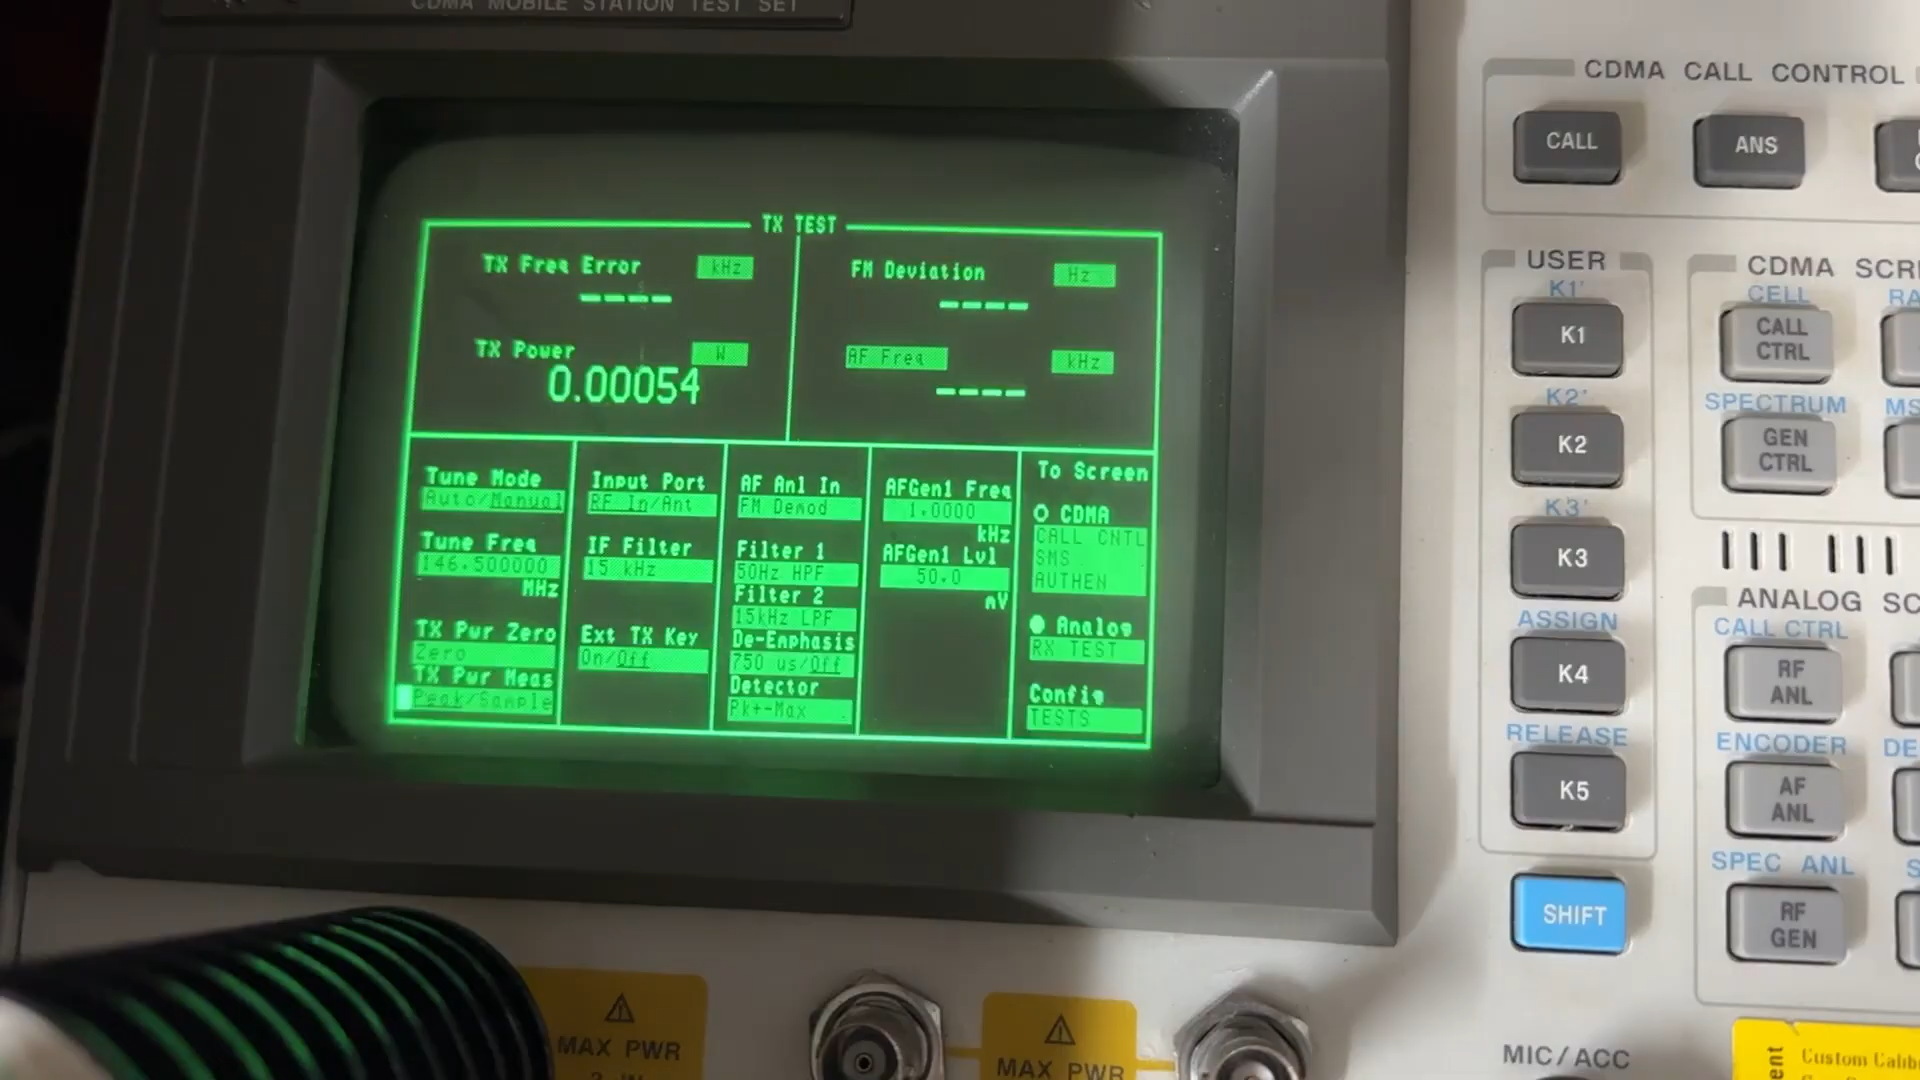 CDMA MOBILE STATION TEST SET
TX TEST
TX Freq Error kHz
----
TX Power W
0.00054
FM Deviation Hz
----
AF Freq kHz
----
Tune Mode
Auto/Manual
Tune Freq
146.500000
MHz
TX Pwr Zero
Zero
TX Pwr Meas
Peak/Sample
Input Port
RF In/Ant
IF Filter
15 kHz
Ext TX Key
On/Off
AF Anl In
FM Demod
Filter 1
50Hz HPF
Filter 2
15kHz LPF
De-Emphasis
750 us/Off
Detector
Pk+-Max
AFGen1 Freq
1.0000
kHz
AFGen1 Lvl
50.0
mV
To Screen
CDMA
CALL CNTL
SMS
AUTHEN
Analog
RX TEST
Config
TESTS
CDMA CALL CONTROL
CALL
ANS
USER
K1'
K1
K2'
K2
K3'
K3
ASSIGN
K4
RELEASE
K5
SHIFT
CDMA
CELL
CALL
CTRL
SPECTRUM
GEN
CTRL
ANALOG
CALL CTRL
RF
ANL
ENCODER
AF
ANL
SPEC ANL
RF
GEN
MAX PWR
MAX PWR
MIC/ACC
Custom